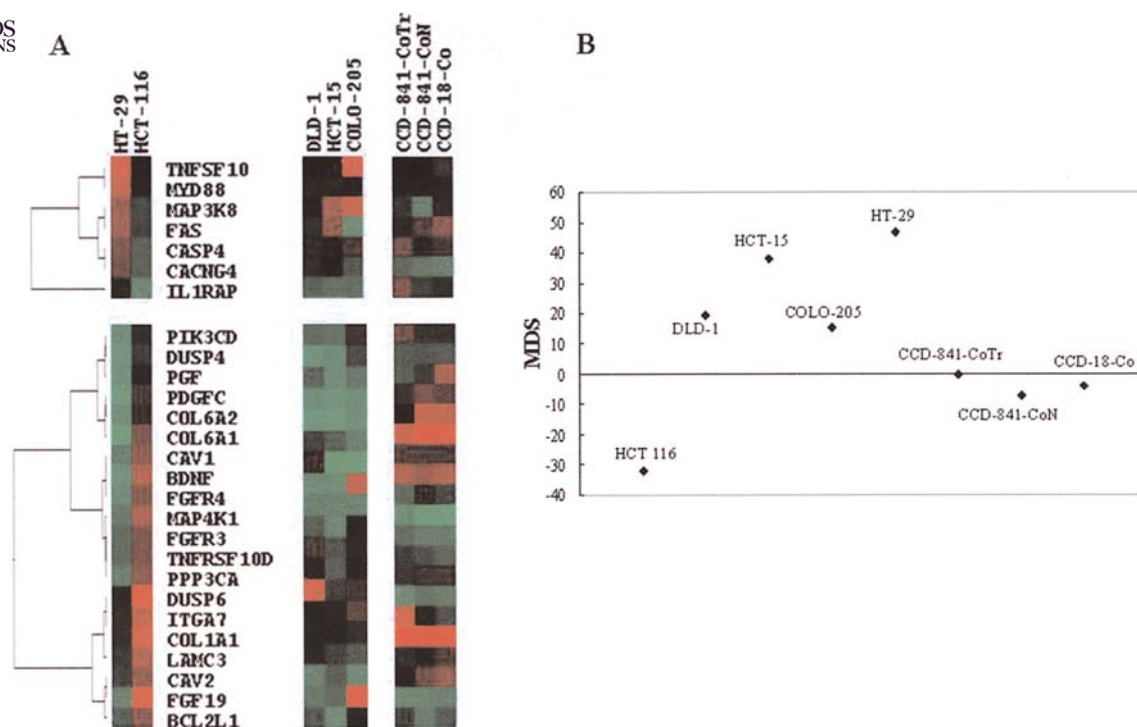 DS
NS
A
HT-29
HCT-116
DLD-1
HCT-15
COLO-205
CCD-841-CoTr
CCD-841-CoN
CCD-18-Co
TNFSF10
MYD88
MAP3K8
FAS
CASP4
CACNG4
IL1RAP
PIK3CD
DUSP4
PGF
PDGFC
COL6A2
COL6A1
CAV1
BDNF
FGFR4
MAP4K1
FGFR3
TNFRSF10D
PPP3CA
DUSP6
ITGA7
COL1A1
LAMC3
CAV2
FGF19
BCL2L1
B
MDS
60
50
40
30
20
10
0
-10
-20
-30
-40
HT-29
HCT-15
DLD-1
COLO-205
CCD-841-CoTr
CCD-18-Co
CCD-841-CoN
HCT 116